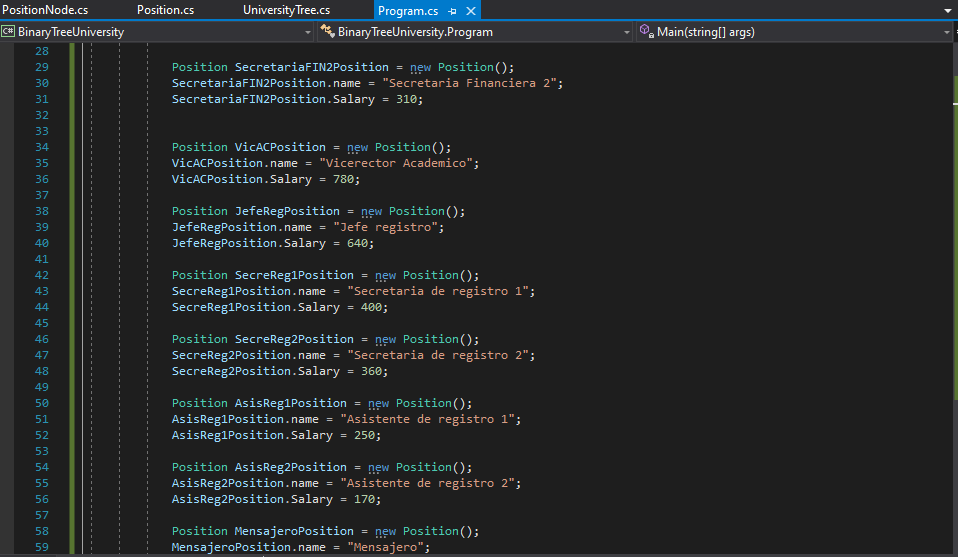 PositionNode.cs Position.cs UniversityTree.cs Program.cs
C# BinaryTreeUniversity BinaryTreeUniversity.Program Main(string[] args)
28
29 Position SecretariaFIN2Position = new Position();
30 SecretariaFIN2Position.name = "Secretaria Financiera 2";
31 SecretariaFIN2Position.Salary = 310;
32
33
34 Position VicACPosition = new Position();
35 VicACPosition.name = "Vicerector Academico";
36 VicACPosition.Salary = 780;
37
38 Position JefeRegPosition = new Position();
39 JefeRegPosition.name = "Jefe registro";
40 JefeRegPosition.Salary = 640;
41
42 Position SecreReg1Position = new Position();
43 SecreReg1Position.name = "Secretaria de registro 1";
44 SecreReg1Position.Salary = 400;
45
46 Position SecreReg2Position = new Position();
47 SecreReg2Position.name = "Secretaria de registro 2";
48 SecreReg2Position.Salary = 360;
49
50 Position AsisReg1Position = new Position();
51 AsisReg1Position.name = "Asistente de registro 1";
52 AsisReg1Position.Salary = 250;
53
54 Position AsisReg2Position = new Position();
55 AsisReg2Position.name = "Asistente de registro 2";
56 AsisReg2Position.Salary = 170;
57
58 Position MensajeroPosition = new Position();
59 MensajeroPosition.name = "Mensajero";